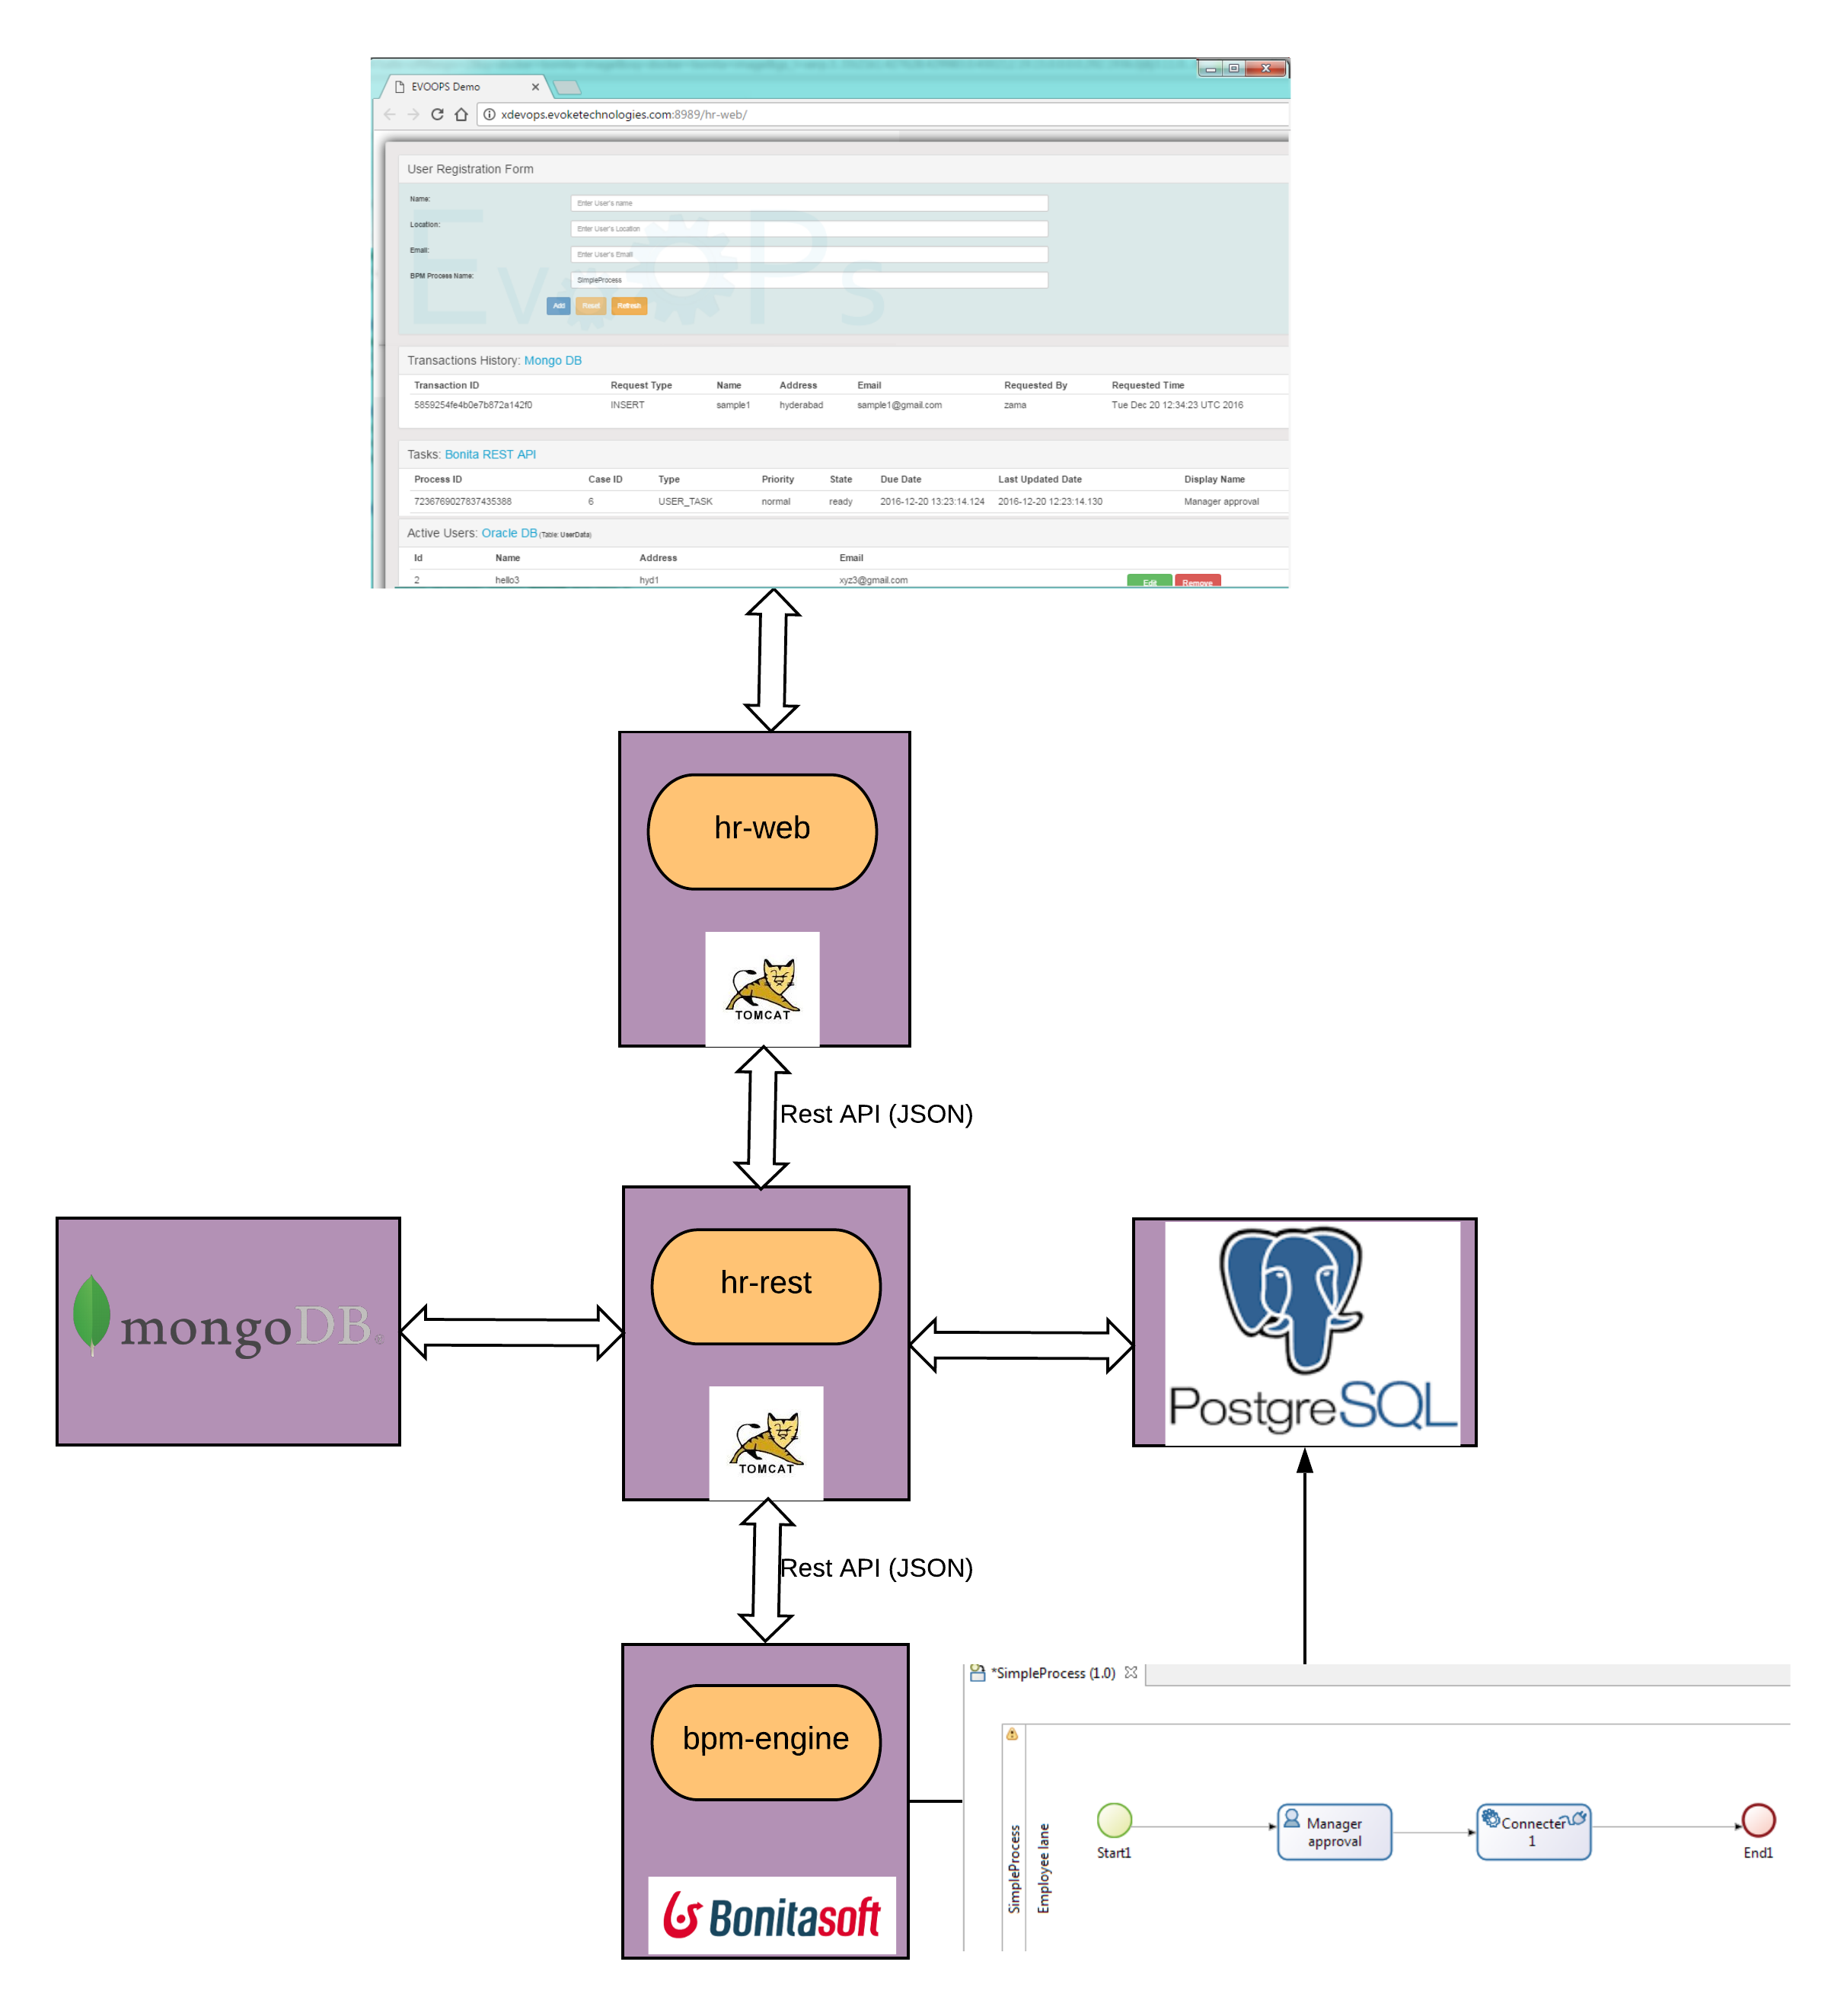 EVOOPS Demo
xdevops.evoketechnologies.com:8989/hr-web/
User Registration Form
Name:
Enter User's name
Location:
Enter User's Location
Email:
Enter User's Email
BPM Process Name:
SimpleProcess
EvOOPs
Add Reset Refresh
Transactions History: Mongo DB
Transaction ID Request Type Name Address Email Requested By Requested Time
5859254fe4b0e7b872a142f0 INSERT sample1 hyderabad sample1@gmail.com zama Tue Dec 20 12:34:23 UTC 2016
Tasks: Bonita REST API
Process ID Case ID Type Priority State Due Date Last Updated Date Display Name
7236769027837435388 6 USER_TASK normal ready 2016-12-20 13:23:14.124 2016-12-20 12:23:14.130 Manager approval
Active Users: Oracle DB (Table: UserData)
Id Name Address Email
2 hello3 hyd1 xyz3@gmail.com Edit Remove
hr-web
TOMCAT
Rest API (JSON)
hr-rest
TOMCAT
mongoDB
PostgreSQL
Rest API (JSON)
bpm-engine
Bonitasoft
*SimpleProcess (1.0)
SimpleProcess
Employee lane
Start1
Manager
approval
Connecter
1
End1